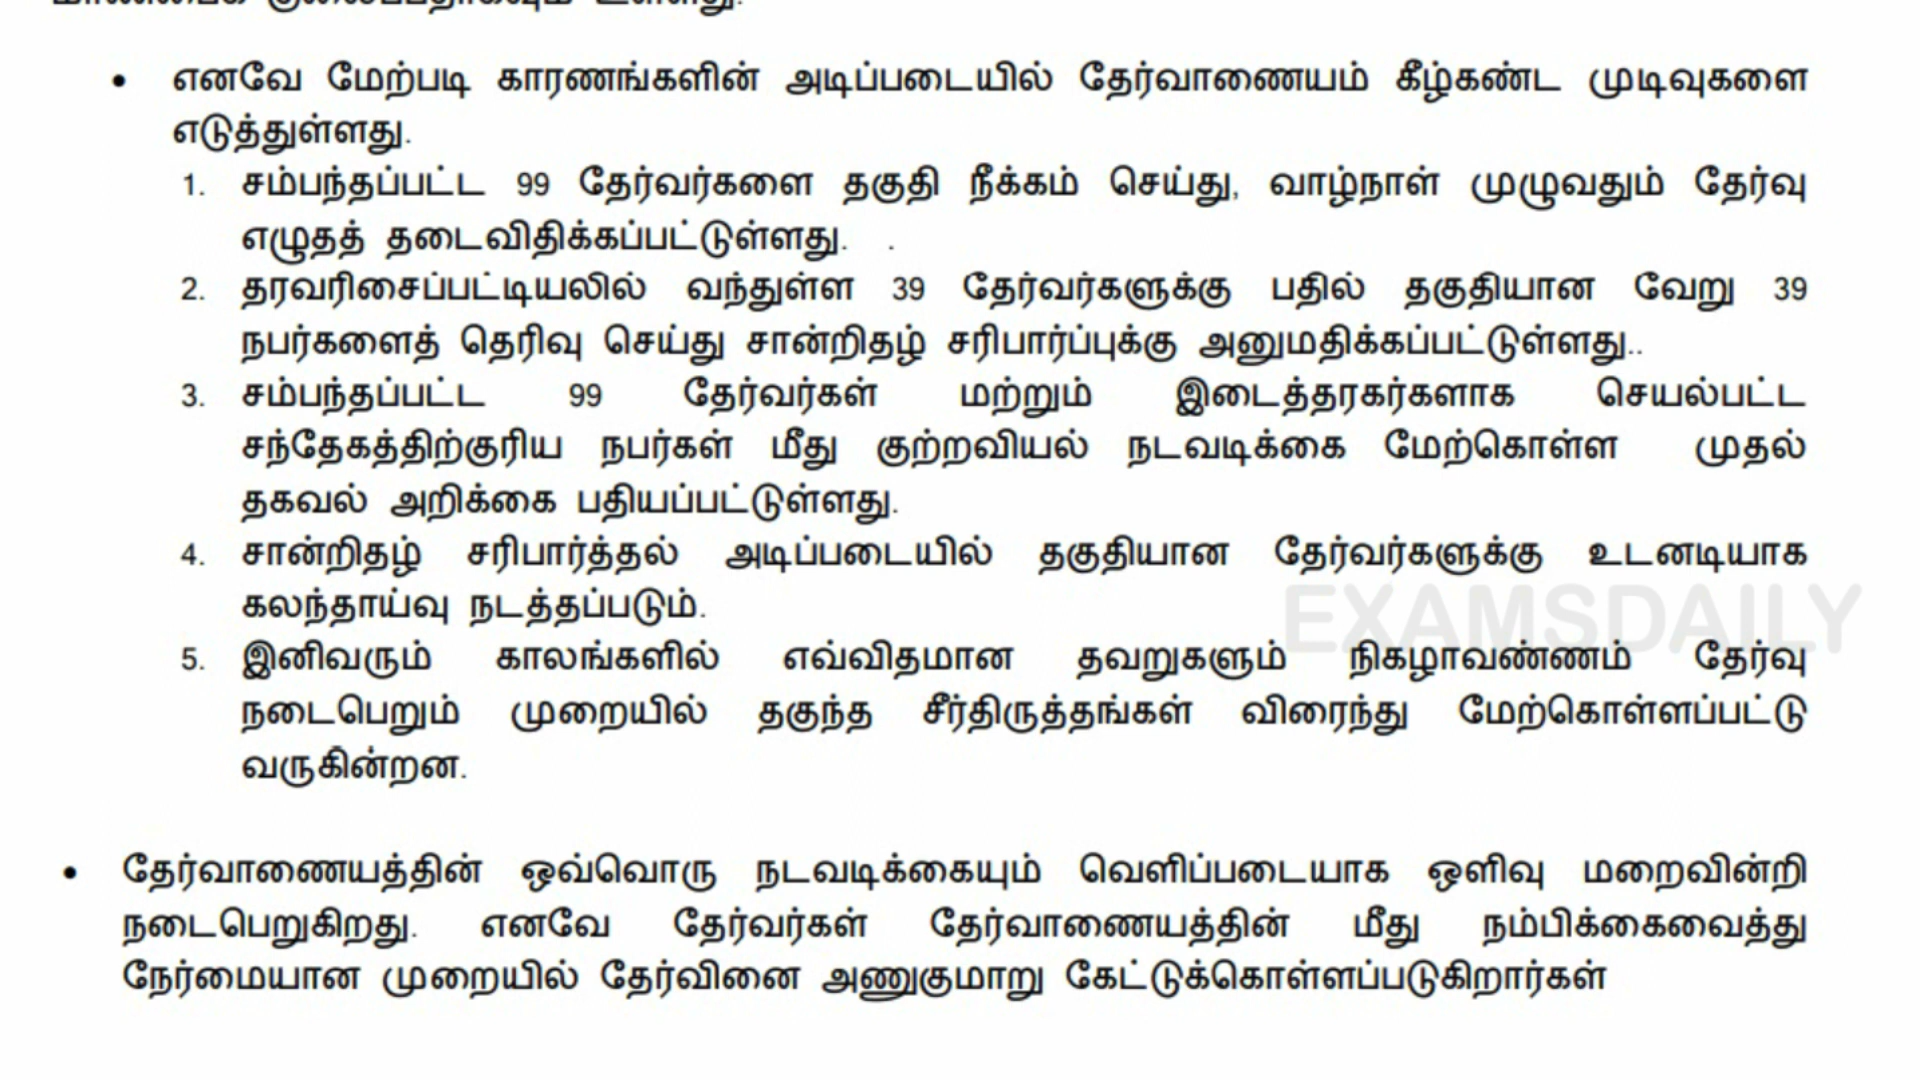 • எனவே மேற்படி காரணங்களின் அடிப்படையில் தேர்வாணையம் கீழ்கண்ட முடிவுகளை
எடுத்துள்ளது.
1. சம்பந்தப்பட்ட 99 தேர்வர்களை தகுதி நீக்கம் செய்து, வாழ்நாள் முழுவதும் தேர்வு
எழுதத் தடைவிதிக்கப்பட்டுள்ளது. .
2. தரவரிசைப்பட்டியலில் வந்துள்ள 39 தேர்வர்களுக்கு பதில் தகுதியான வேறு 39
நபர்களைத் தெரிவு செய்து சான்றிதழ் சரிபார்ப்புக்கு அனுமதிக்கப்பட்டுள்ளது..
3. சம்பந்தப்பட்ட 99 தேர்வர்கள் மற்றும் இடைத்தரகர்களாக செயல்பட்ட
சந்தேகத்திற்குரிய நபர்கள் மீது குற்றவியல் நடவடிக்கை மேற்கொள்ள முதல்
தகவல் அறிக்கை பதியப்பட்டுள்ளது.
4. சான்றிதழ் சரிபார்த்தல் அடிப்படையில் தகுதியான தேர்வர்களுக்கு உடனடியாக
கலந்தாய்வு நடத்தப்படும்.
EXAMSDAILY
5. இனிவரும் காலங்களில் எவ்விதமான தவறுகளும் நிகழாவண்ணம் தேர்வு
நடைபெறும் முறையில் தகுந்த சீர்திருத்தங்கள் விரைந்து மேற்கொள்ளப்பட்டு
வருகின்றன.
• தேர்வாணையத்தின் ஒவ்வொரு நடவடிக்கையும் வெளிப்படையாக ஒளிவு மறைவின்றி
நடைபெறுகிறது. எனவே தேர்வர்கள் தேர்வாணையத்தின் மீது நம்பிக்கைவைத்து
நேர்மையான முறையில் தேர்வினை அணுகுமாறு கேட்டுக்கொள்ளப்படுகிறார்கள்